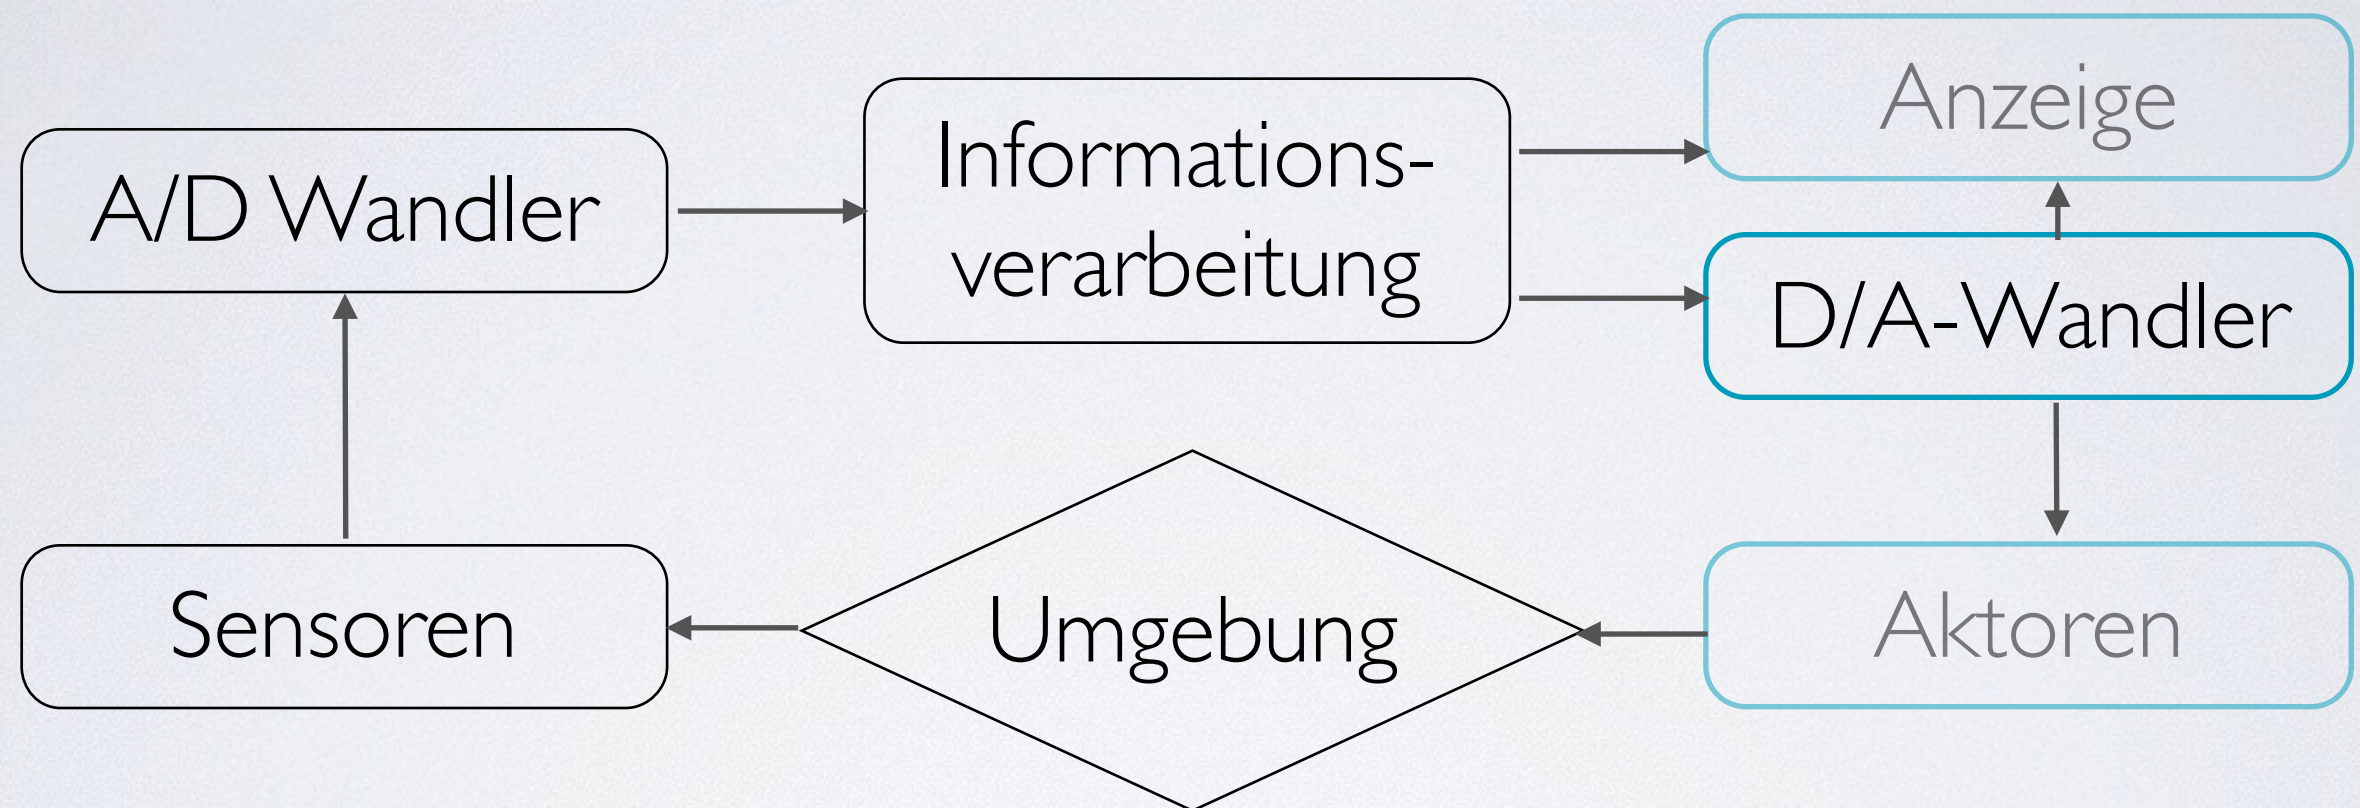 Anzeige
A/D Wandler
Informations-
verarbeitung
D/A-Wandler
Sensoren
Umgebung
Aktoren